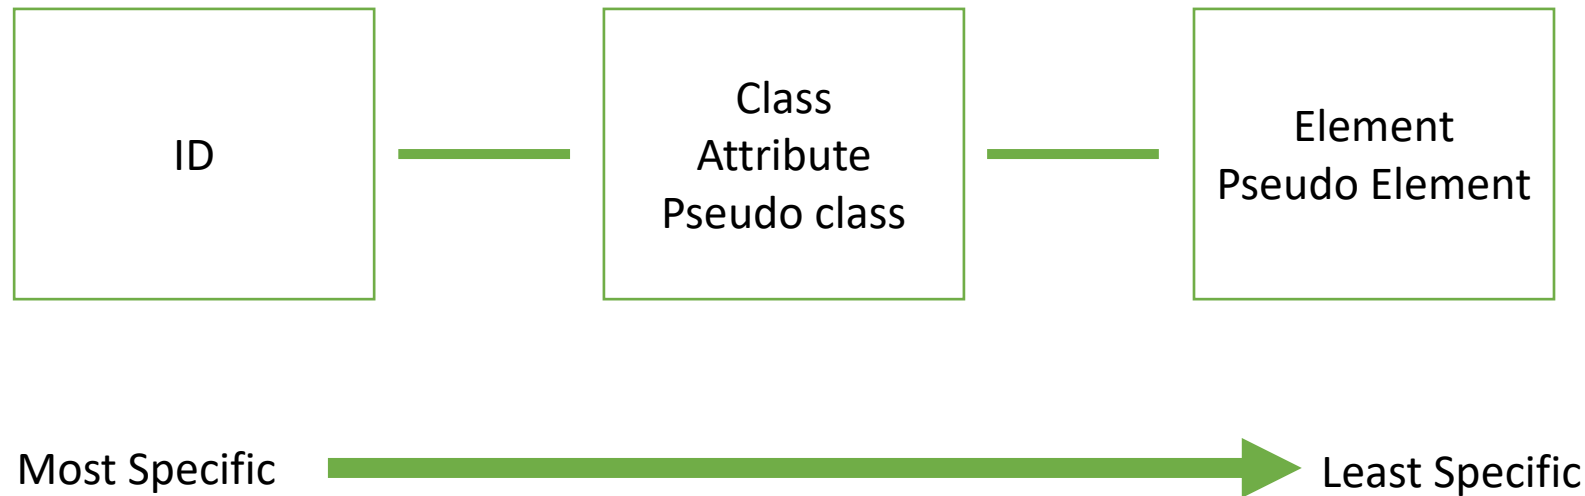 ID
Class
Attribute
Pseudo class
Element
Pseudo Element
Most Specific
Least Specific